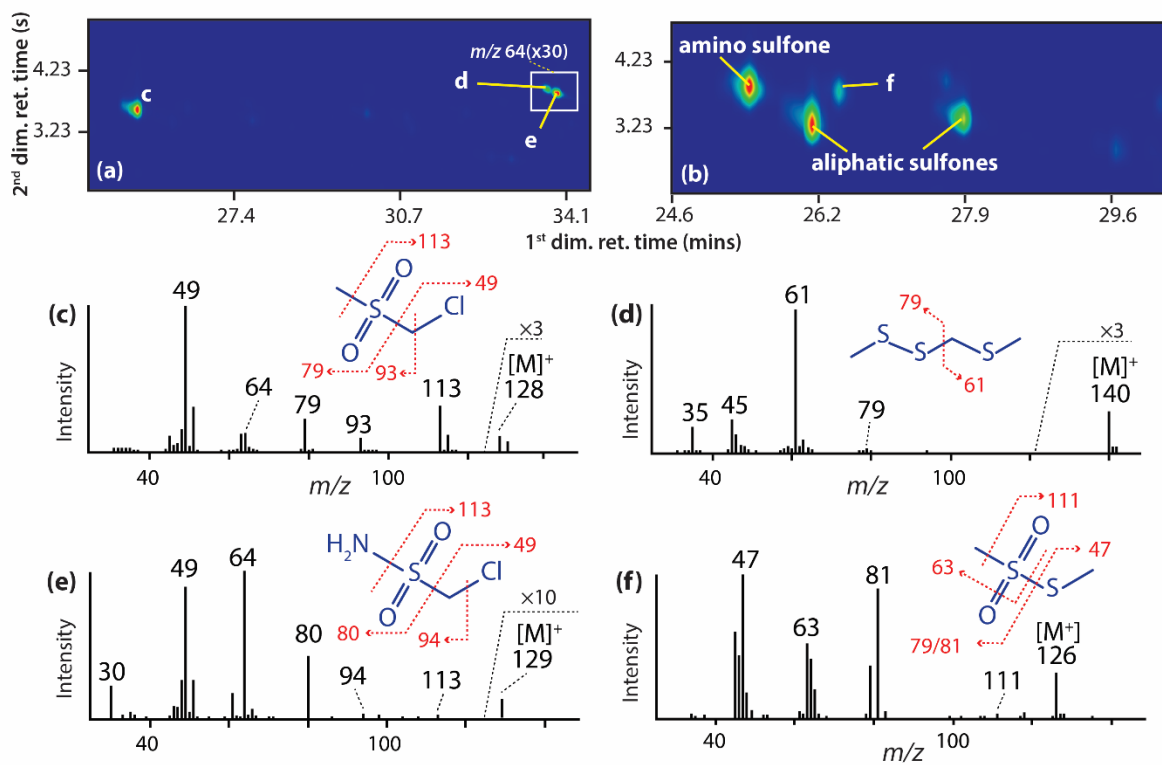 2nd dim. ret. time (s)
4.23
3.23
c
m/z 64(x30)
d
e
(a)
27.4
30.7
34.1
amino sulfone
f
4.23
3.23
aliphatic sulfones
(b)
24.6
26.2
27.9
29.6
1st dim. ret. time (mins)
(c)
Intensity
49
64
79
93
113
×3
[M]+
128
40
100
m/z
113
49
79
93
O
S
O
Cl
(d)
Intensity
35
45
61
79
×3
[M]+
140
40
100
79
61
S
S
S
m/z
(e)
Intensity
30
49
64
80
94
113
×10
[M]+
129
40
100
113
49
80
94
H2N
O
S
O
Cl
(f)
Intensity
47
63
81
111
[M+]
126
40
100
m/z
111
47
63
79/81
O
S
O
S